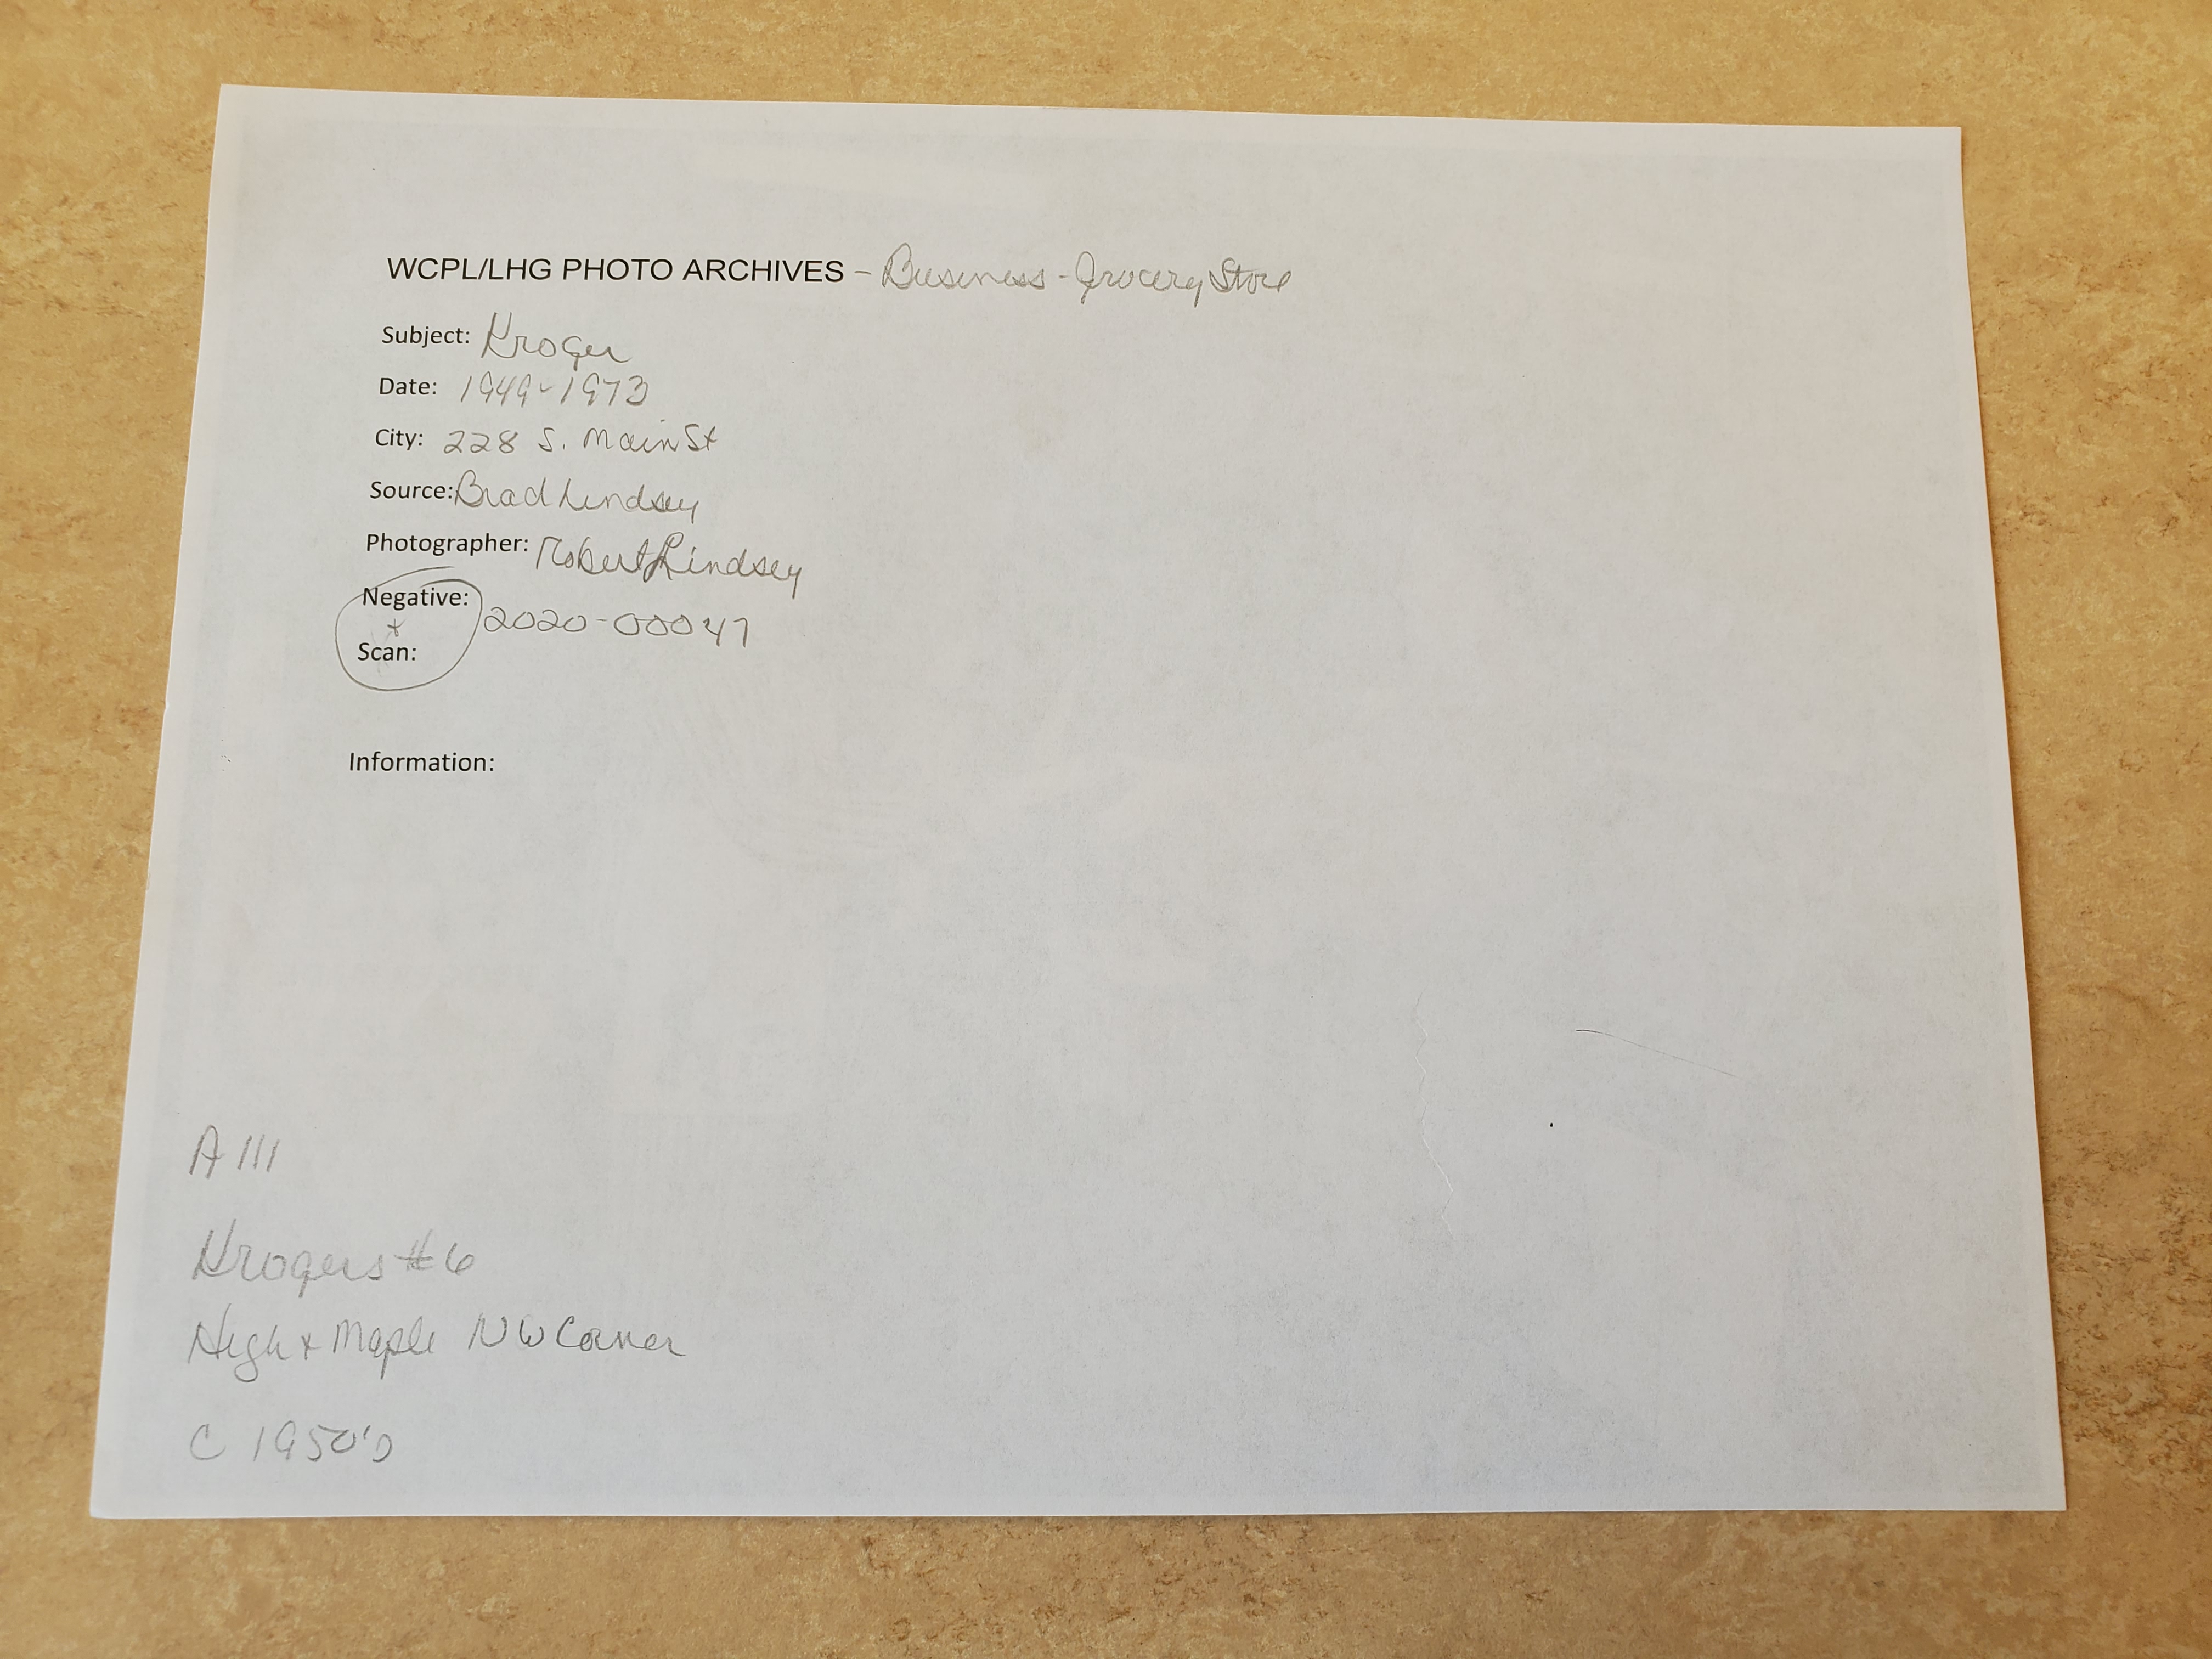 WCPL/LHG PHOTO ARCHIVES - Business - Grocery Store
Subject: Kroger
Date: 1949-1973
City: 228 S. Main St
Source: Brad Lindsey
Photographer: Robert Lindsey
Negative:
+ 2020-00047
Scan:
Information:
A 111
Krogers #6
High + Maple NW Corner
C 1950's